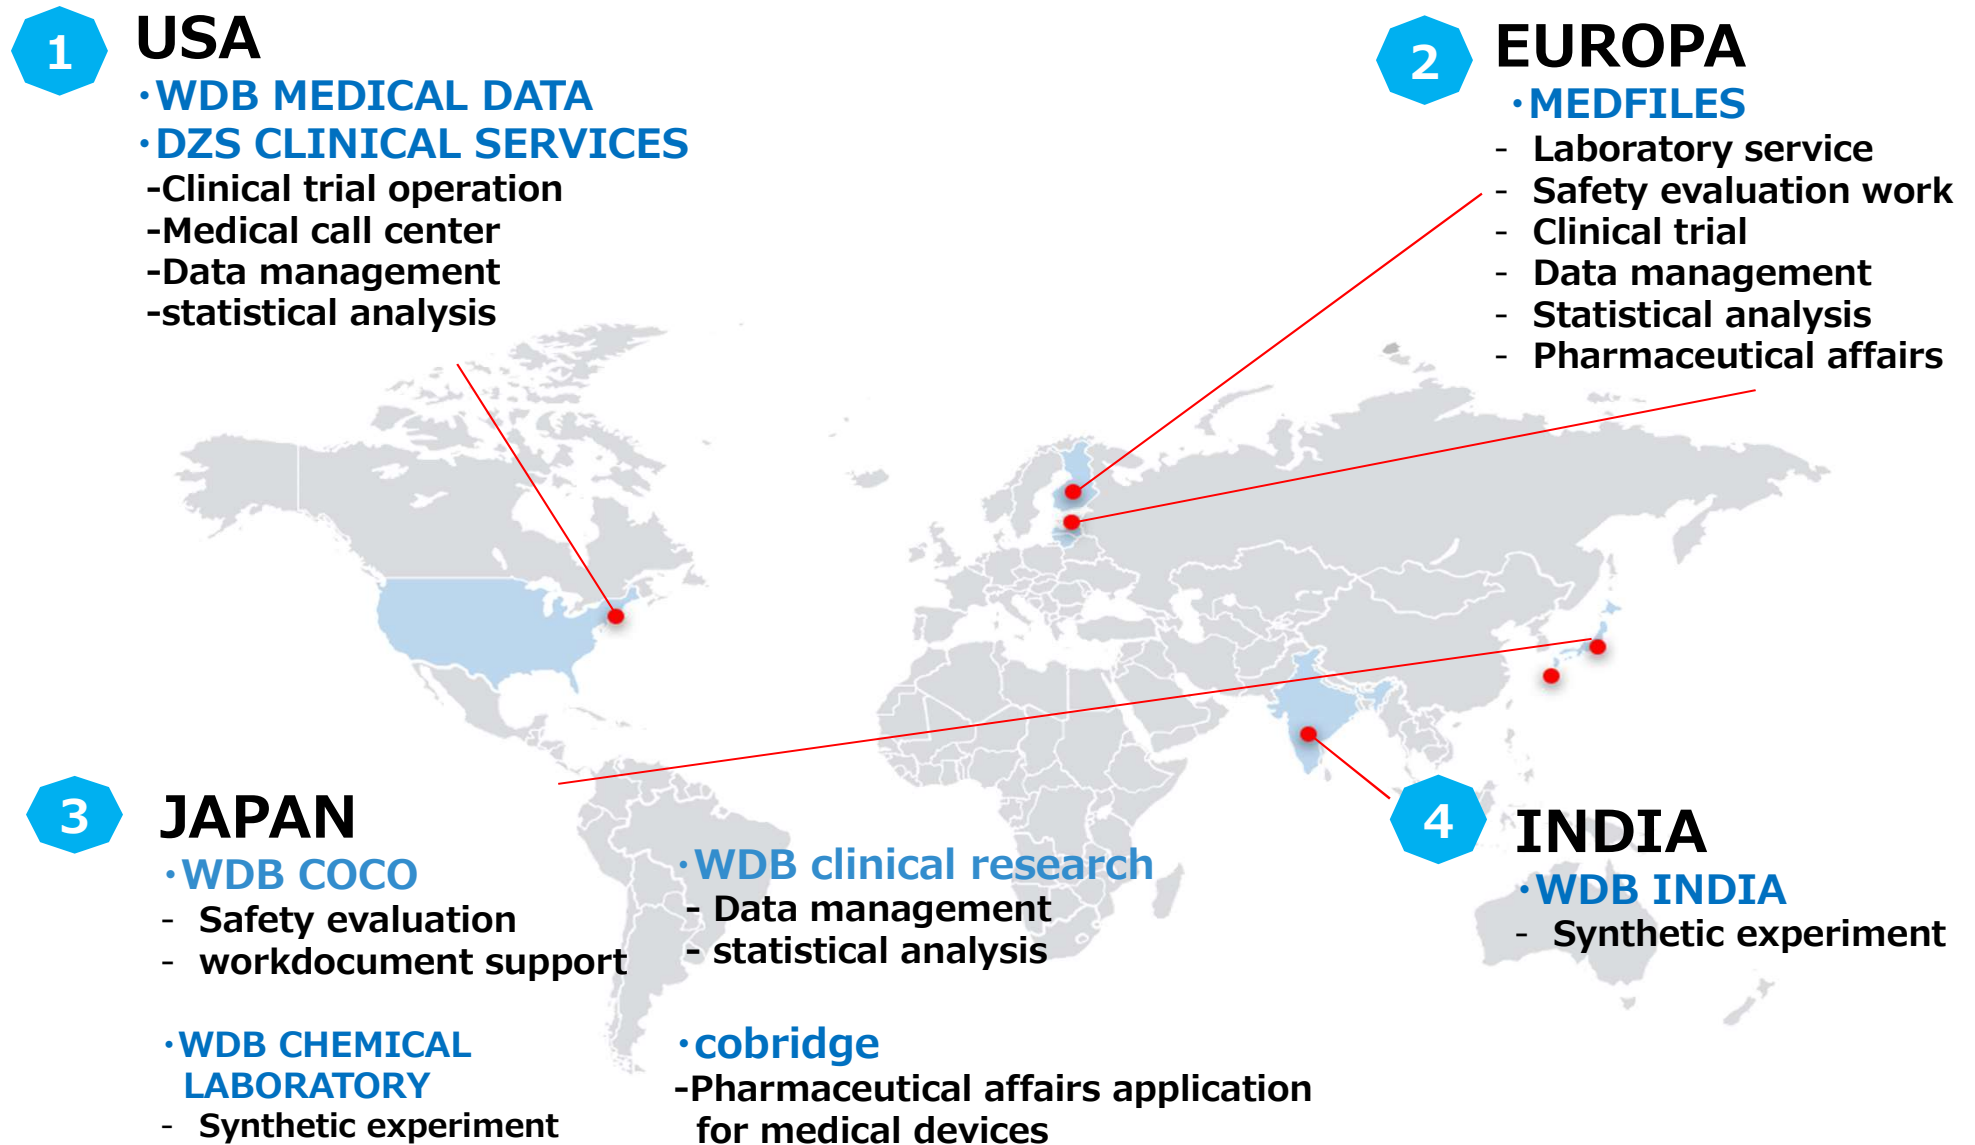 1
USA
・WDB MEDICAL DATA
・DZS CLINICAL SERVICES
-Clinical trial operation
-Medical call center
-Data management
-statistical analysis
2
EUROPA
・MEDFILES
- Laboratory service
- Safety evaluation work
- Clinical trial
- Data management
- Statistical analysis
- Pharmaceutical affairs
3
JAPAN
・WDB COCO
- Safety evaluation
- workdocument support
・WDB CHEMICAL
LABORATORY
- Synthetic experiment
・WDB clinical research
- Data management
- statistical analysis
・cobridge
-Pharmaceutical affairs application
for medical devices
4
INDIA
・WDB INDIA
- Synthetic experiment